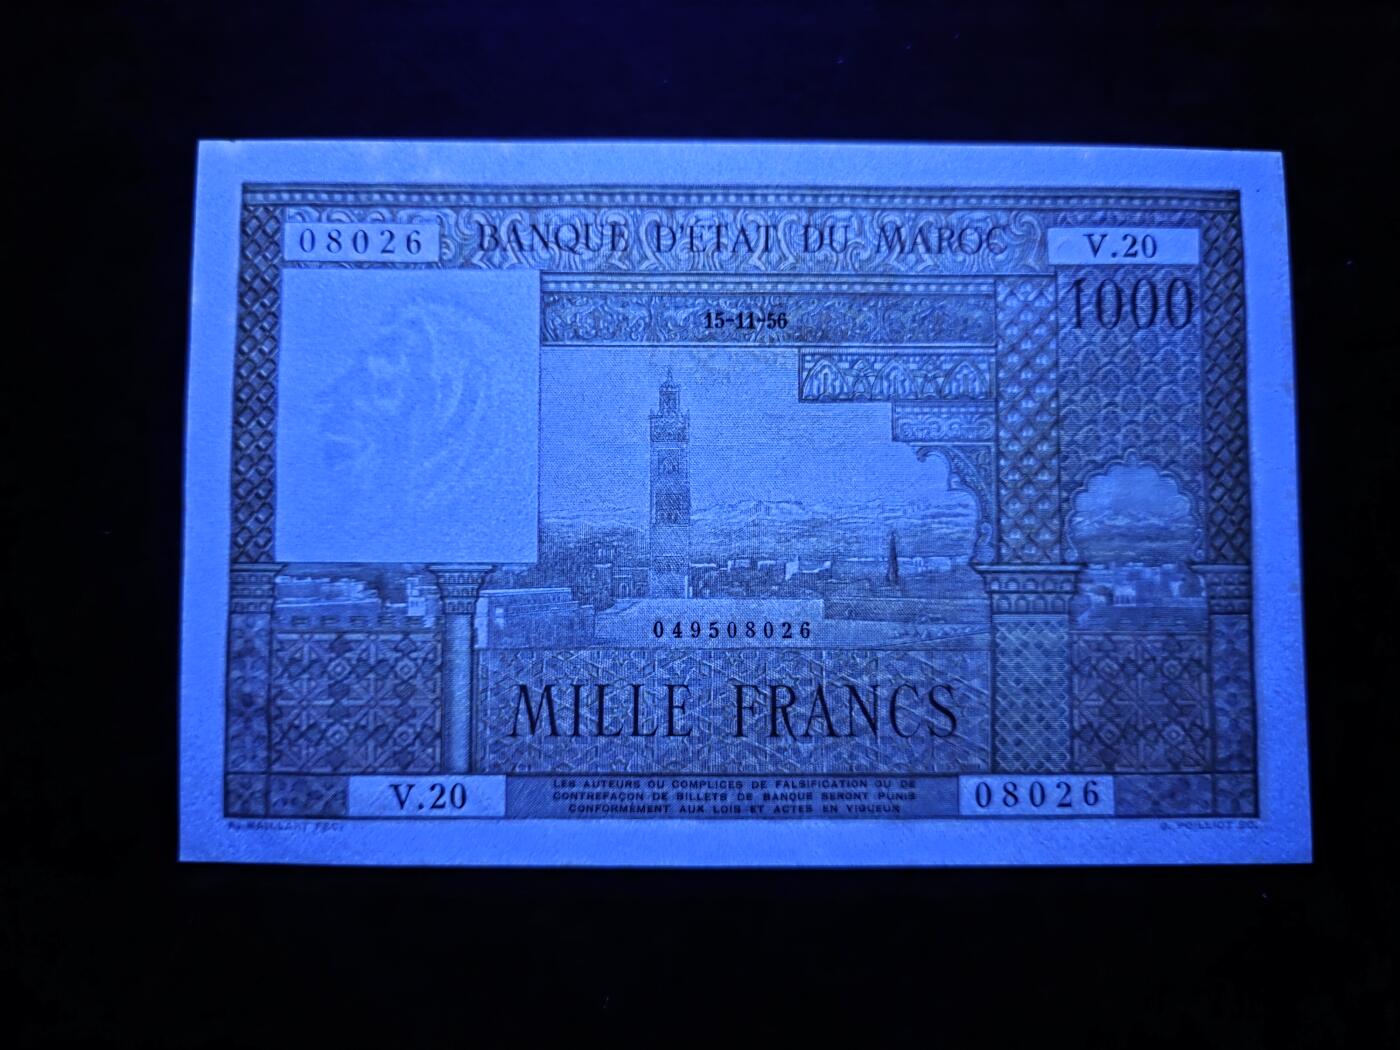 08026
BANQUE D'ÉTAT DU MAROC
V.20
1000
15-11-56
049508026
MILLE FRANCS
V.20
LES AUTEURS OU COMPLICES DE FALSIFICATION OU DE
CONTREFAÇON DE BILLETS DE BANQUE SERONT PUNIS
CONFORMÉMENT AUX LOIS ET ACTES EN VIGUEUR
08026